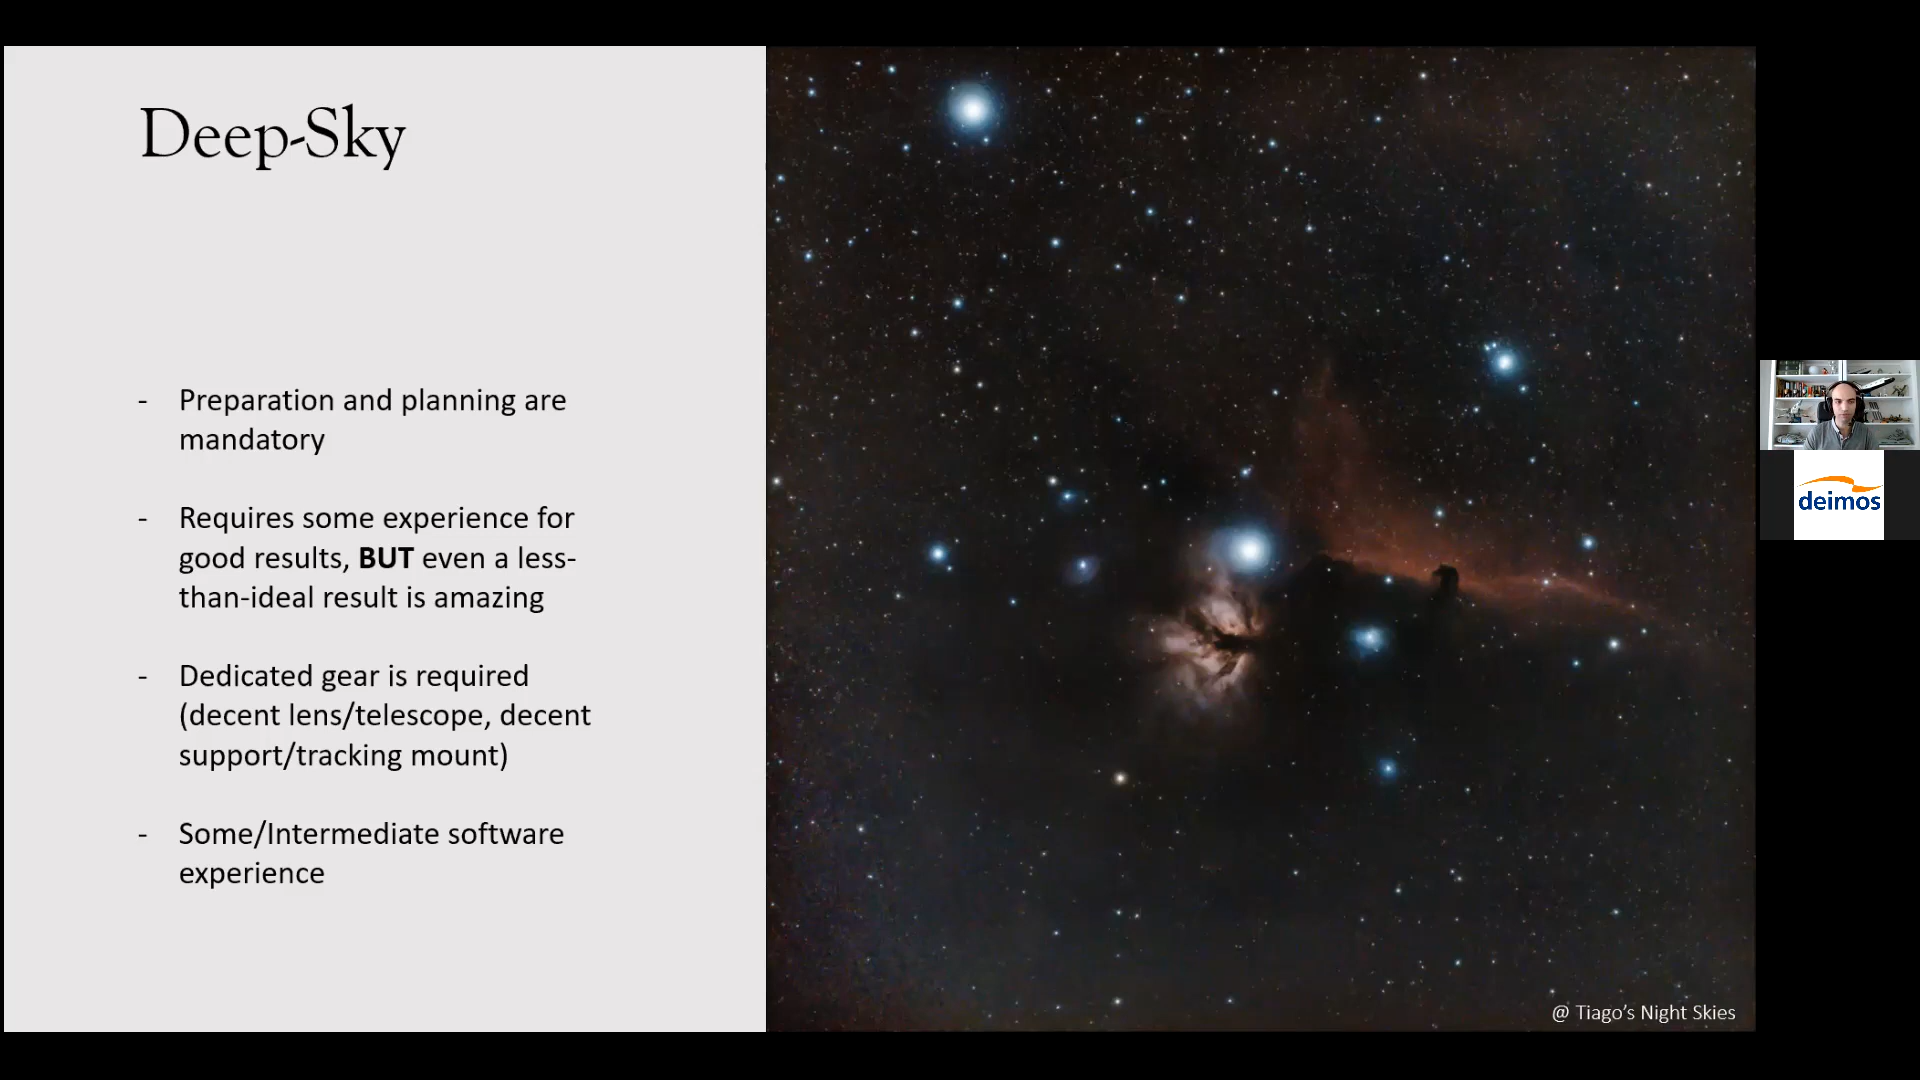 Deep-Sky
- Preparation and planning are
mandatory
- Requires some experience for
good results, BUT even a less-
than-ideal result is amazing
- Dedicated gear is required
(decent lens/telescope, decent
support/tracking mount)
- Some/Intermediate software
experience
@ Tiago’s Night Skies
deimos